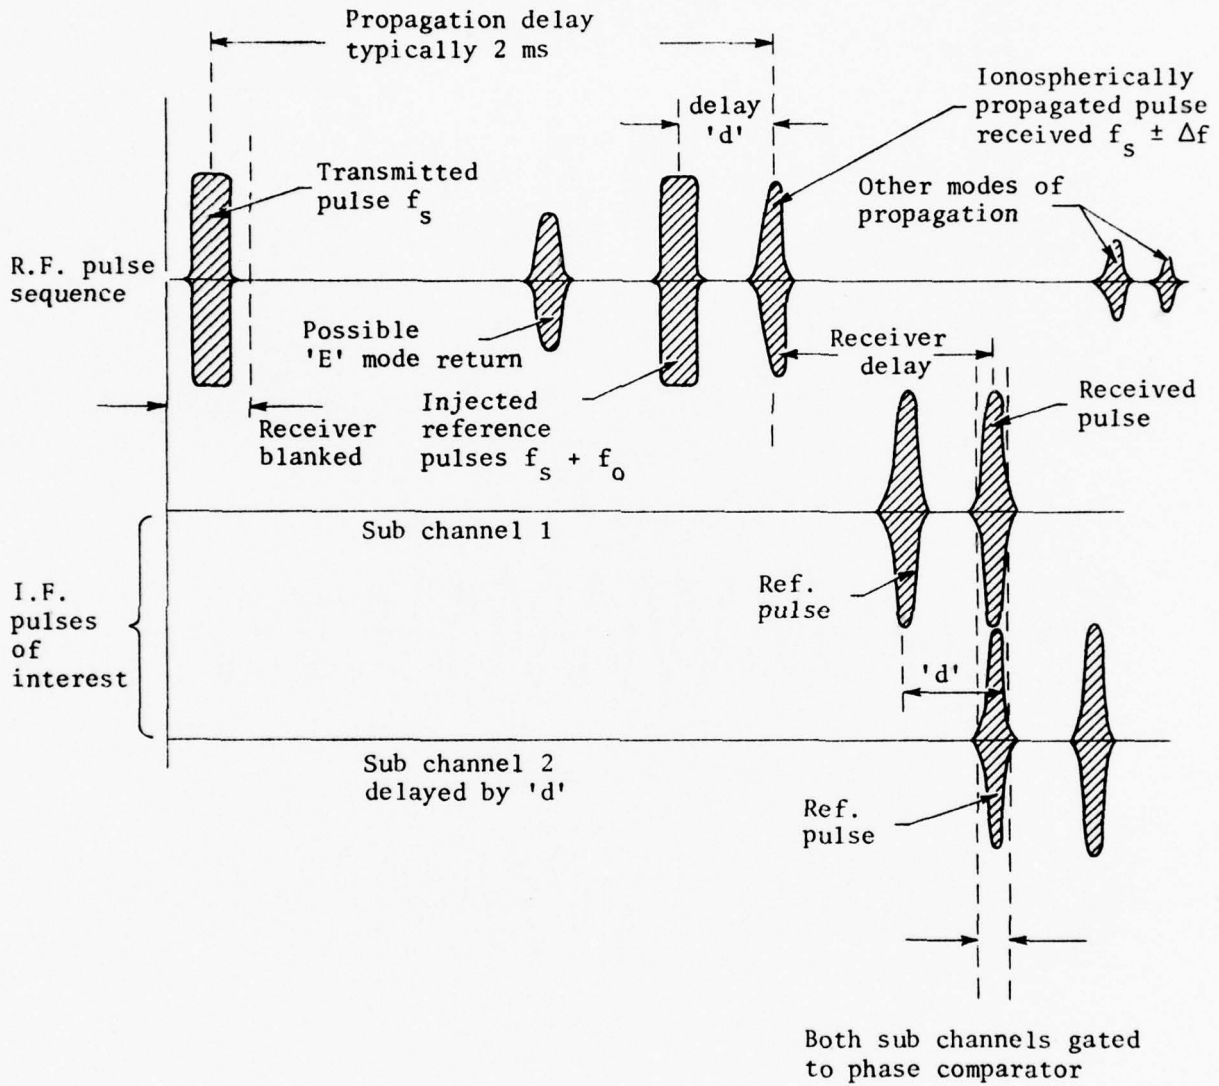 Propagation delay
typically 2 ms
delay
'd'
Ionospherically
propagated pulse
received f_s ± Δf
Transmitted
pulse f_s
Other modes of
propagation
R.F. pulse
sequence
Possible
'E' mode return
Receiver
delay
Receiver
blanked
Injected
reference
pulses f_s + f_o
Received
pulse
Sub channel 1
I.F.
pulses
of
interest
Ref.
pulse
'd'
Sub channel 2
delayed by 'd'
Ref.
pulse
Both sub channels gated
to phase comparator